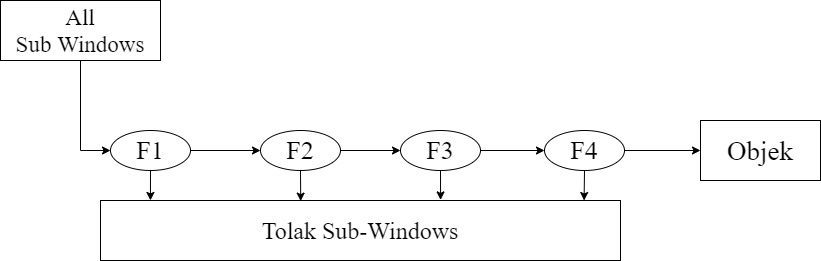 All
Sub Windows
F1
F2
F3
F4
Objek
Tolak Sub-Windows